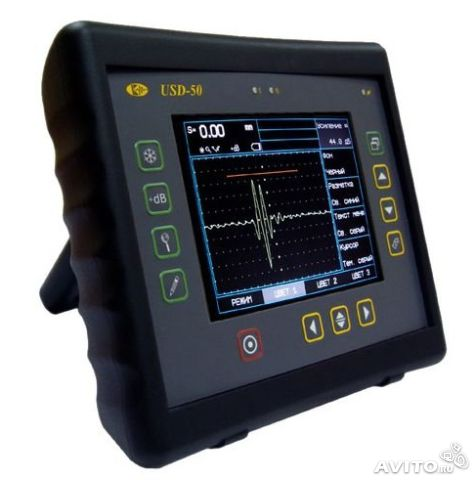 USD-50
S= 0.00 mm
УСИЛЕНИЕ
44.0 дБ
ФОН
ЧЕРНЫЙ
Разметка
Св. синий
Текст меню
Св. серый
Курсор
Тем. серый
РЕЖИМ ЦВЕТ 1 ЦВЕТ 2 ЦВЕТ 3
+dB
AVITO.ru